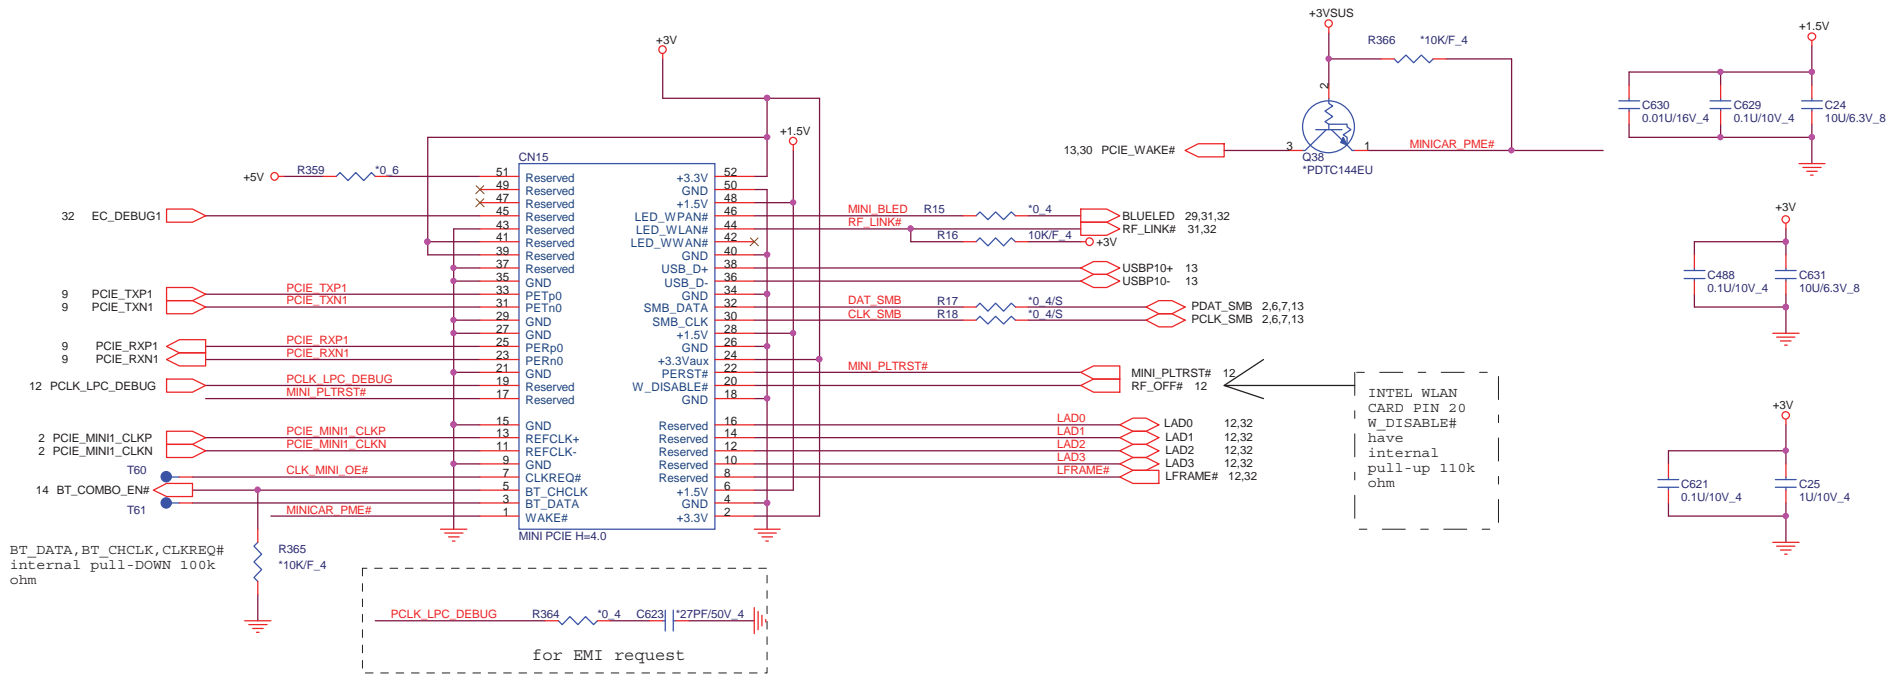 +3VSUS
R366 *10K/F_4
+1.5V
+3V
2
C630
0.01U/16V_4
C629
0.1U/10V_4
C24
10U/6.3V_8
+1.5V
13,30 PCIE_WAKE# 3 1 MINICAR_PME#
Q38
*PDTC144EU
CN15
+5V R359 *0_6 51 Reserved +3.3V 52
49 Reserved GND 50
47 Reserved +1.5V 48
32 EC_DEBUG1 45 Reserved LED_WPAN# 46 MINI_BLED R15 *0_4 BLUELED 29,31,32
43 Reserved LED_WLAN# 44 RF_LINK# RF_LINK# 31,32
41 Reserved LED_WWAN# 42 R16 10K/F_4 +3V
39 Reserved GND 40
37 Reserved USB_D+ 38 USBP10+ 13
35 GND USB_D- 36 USBP10- 13
9 PCIE_TXP1 PCIE_TXP1 33 PETp0 GND 34
9 PCIE_TXN1 PCIE_TXN1 31 PETn0 SMB_DATA 32 DAT_SMB R17 *0_4/S PDAT_SMB 2,6,7,13
29 GND SMB_CLK 30 CLK_SMB R18 *0_4/S PCLK_SMB 2,6,7,13
27 GND +1.5V 28
9 PCIE_RXP1 PCIE_RXP1 25 PERp0 GND 26
9 PCIE_RXN1 PCIE_RXN1 23 PERn0 +3.3Vaux 24
21 GND PERST# 22 MINI_PLTRST# MINI_PLTRST# 12
12 PCLK_LPC_DEBUG PCLK_LPC_DEBUG 19 Reserved W_DISABLE# 20 RF_OFF# 12
MINI_PLTRST# 17 Reserved GND 18
15 GND Reserved 16 LAD0 LAD0 12,32
2 PCIE_MINI1_CLKP PCIE_MINI1_CLKP 13 REFCLK+ Reserved 14 LAD1 LAD1 12,32
2 PCIE_MINI1_CLKN PCIE_MINI1_CLKN 11 REFCLK- Reserved 12 LAD2 LAD2 12,32
9 GND Reserved 10 LAD3 LAD3 12,32
T60 CLK_MINI_OE# 7 CLKREQ# Reserved 8 LFRAME# LFRAME# 12,32
14 BT_COMBO_EN# 5 BT_CHCLK +1.5V 6
T61 3 BT_DATA GND 4
MINICAR_PME# 1 WAKE# +3.3V 2
MINI PCIE H=4.0
+3V
C488
0.1U/10V_4
C631
10U/6.3V_8
INTEL WLAN
CARD PIN 20
W_DISABLE#
have
internal
pull-up 110k
ohm
+3V
C621
0.1U/10V_4
C25
1U/10V_4
BT_DATA,BT_CHCLK,CLKREQ#
internal pull-DOWN 100k
ohm
R365
*10K/F_4
PCLK_LPC_DEBUG R364 *0_4 C623 *27PF/50V_4
for EMI request